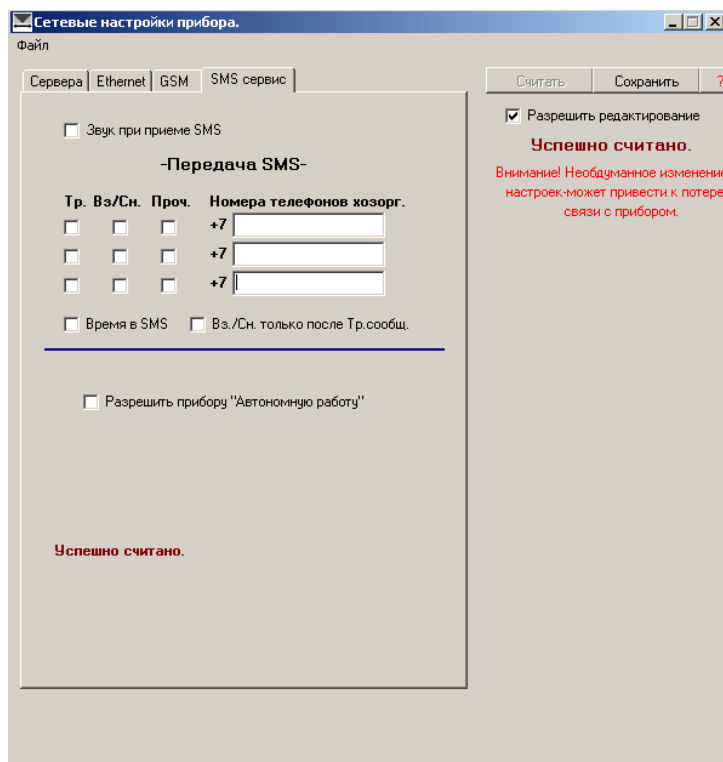 Сетевые настройки прибора.
Файл
Сервера Ethernet GSM SMS сервис
Считать Сохранить ?
Звук при приеме SMS
Разрешить редактирование
Успешно считано.
-Передача SMS-
Внимание! Необдуманное изменение
настроек-может привести к потере
связи с прибором.
Тр. Вз/Сн. Проч. Номера телефонов хозорг.
+7
+7
+7
Время в SMS Вз./Сн. только после Тр.сообщ.
Разрешить прибору "Автономную работу"
Успешно считано.